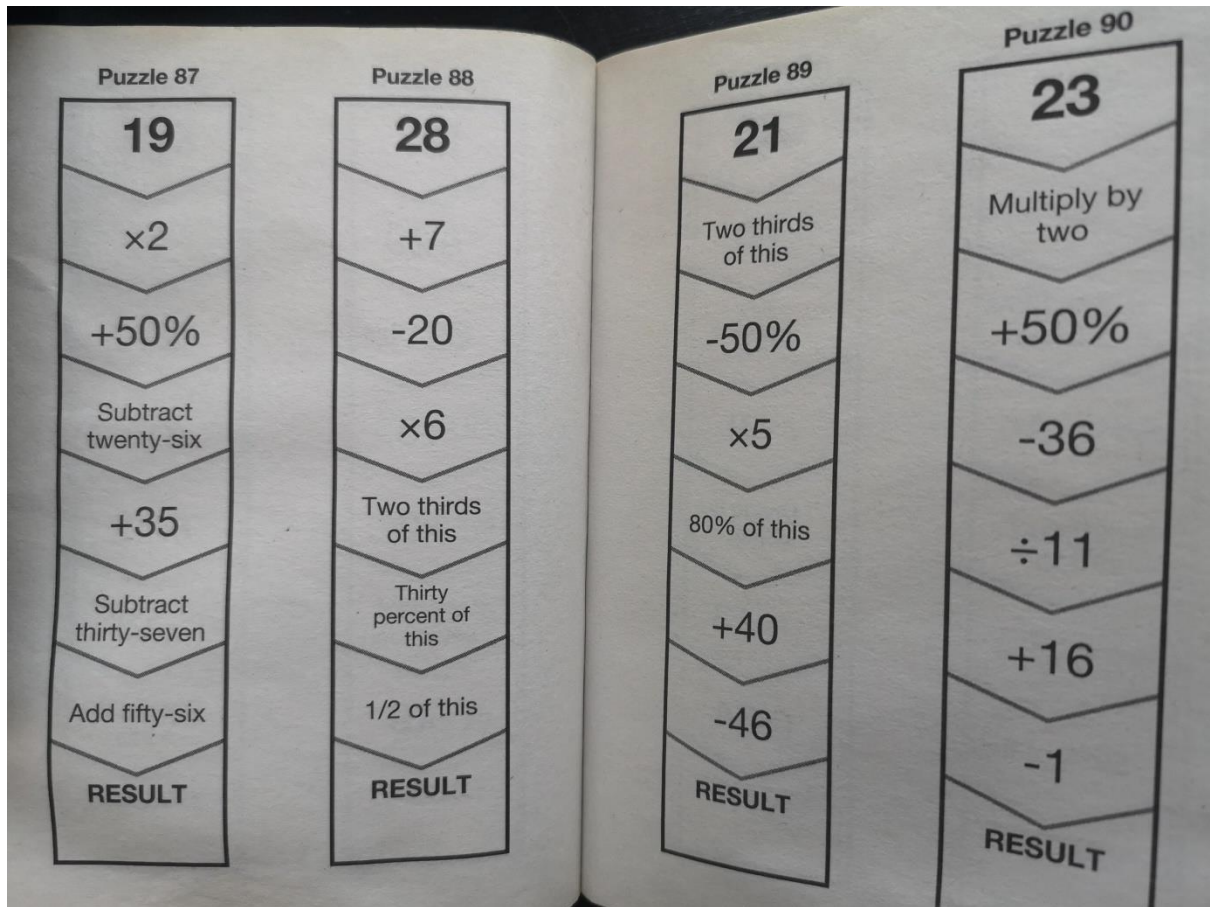 Puzzle 87
19
×2
+50%
Subtract
twenty-six
+35
Subtract
thirty-seven
Add fifty-six
RESULT
Puzzle 88
28
+7
-20
×6
Two thirds
of this
Thirty
percent of
this
1/2 of this
RESULT
Puzzle 89
21
Two thirds
of this
-50%
×5
80% of this
+40
-46
RESULT
Puzzle 90
23
Multiply by
two
+50%
-36
÷11
+16
-1
RESULT